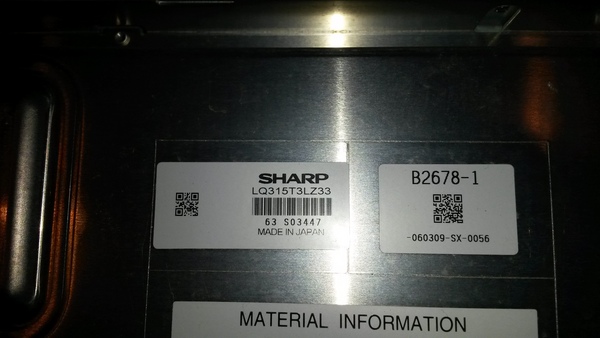 SHARP
LQ315T3LZ33
63 S03447
MADE IN JAPAN
B2678-1
-060309-SX-0056
MATERIAL INFORMATION